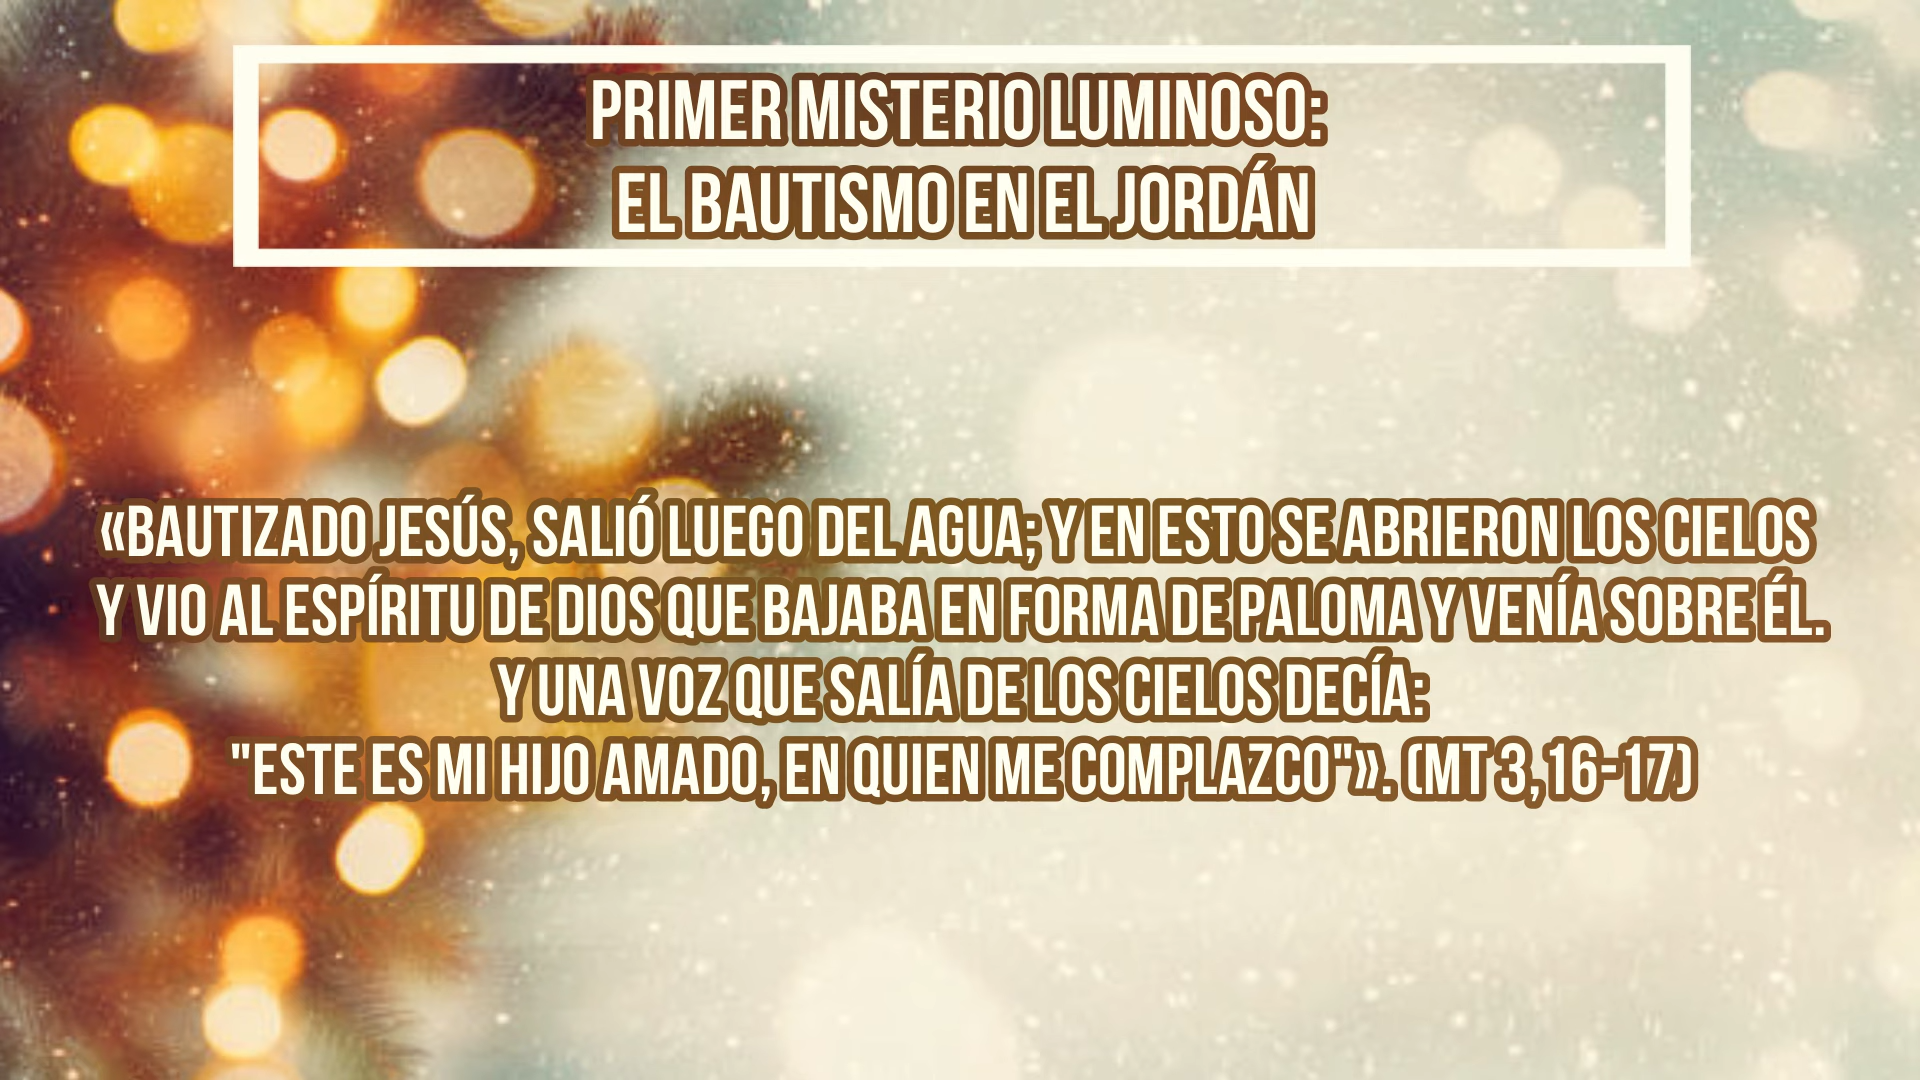 PRIMER MISTERIO LUMINOSO:
EL BAUTISMO EN EL JORDÁN
«BAUTIZADO JESÚS, SALIÓ LUEGO DEL AGUA; Y EN ESTO SE ABRIERON LOS CIELOS
Y VIO AL ESPÍRITU DE DIOS QUE BAJABA EN FORMA DE PALOMA Y VENÍA SOBRE ÉL.
Y UNA VOZ QUE SALÍA DE LOS CIELOS DECÍA:
"ESTE ES MI HIJO AMADO, EN QUIEN ME COMPLAZCO"». (MT 3,16-17)